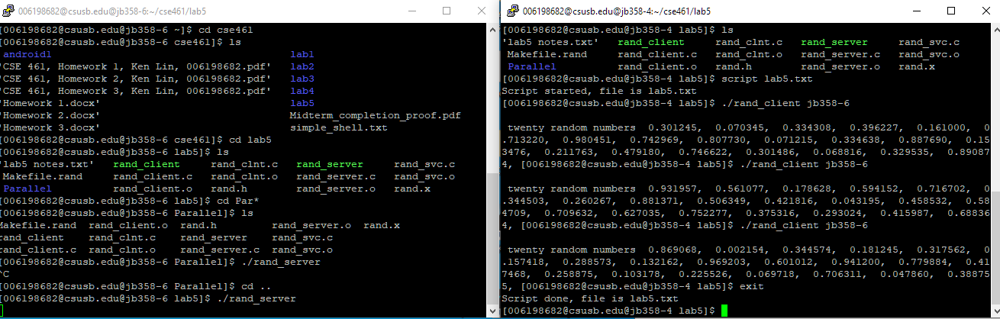 006198682@csusb.edu@jb358-6:~/cse461/lab5
[006198682@csusb.edu@jb358-6 ~]$ cd cse461
[006198682@csusb.edu@jb358-6 cse461]$ ls
android1 lab1
'CSE 461, Homework 1, Ken Lin, 006198682.pdf' lab2
'CSE 461, Homework 2, Ken Lin, 006198682.pdf' lab3
'CSE 461, Homework 3, Ken Lin, 006198682.pdf' lab4
'Homework 1.docx' lab5
'Homework 2.docx' Midterm_completion_proof.pdf
'Homework 3.docx' simple_shell.txt
[006198682@csusb.edu@jb358-6 cse461]$ cd lab5
[006198682@csusb.edu@jb358-6 lab5]$ ls
'lab5 notes.txt' rand_client rand_clnt.c rand_server rand_svc.c
Makefile.rand rand_client.c rand_clnt.o rand_server.c rand_svc.o
Parallel rand_client.o rand.h rand_server.o rand.x
[006198682@csusb.edu@jb358-6 lab5]$ cd Par*
[006198682@csusb.edu@jb358-6 Parallel]$ ls
Makefile.rand rand_client.o rand.h rand_server.o rand.x
rand_client rand_clnt.c rand_server rand_svc.c
rand_client.c rand_clnt.o rand_server.c rand_svc.o
[006198682@csusb.edu@jb358-6 Parallel]$ ./rand_server
^C
[006198682@csusb.edu@jb358-6 Parallel]$ cd ..
[006198682@csusb.edu@jb358-6 lab5]$ ./rand_server
006198682@csusb.edu@jb358-4:~/cse461/lab5
[006198682@csusb.edu@jb358-4 lab5]$ ls
'lab5 notes.txt' rand_client rand_clnt.c rand_server rand_svc.c
Makefile.rand rand_client.c rand_clnt.o rand_server.c rand_svc.o
Parallel rand_client.o rand.h rand_server.o rand.x
[006198682@csusb.edu@jb358-4 lab5]$ script lab5.txt
Script started, file is lab5.txt
[006198682@csusb.edu@jb358-4 lab5]$ ./rand_client jb358-6
twenty random numbers 0.301245, 0.070345, 0.334308, 0.396227, 0.161000, 0
.713220, 0.980451, 0.742969, 0.807730, 0.071215, 0.334638, 0.887690, 0.15
3476, 0.211763, 0.479180, 0.746622, 0.301486, 0.068816, 0.329535, 0.89087
4, [006198682@csusb.edu@jb358-4 lab5]$ ./rand_client jb358-6
twenty random numbers 0.931957, 0.561077, 0.178628, 0.594152, 0.716702, 0
.344503, 0.260267, 0.881371, 0.506349, 0.421816, 0.043195, 0.458532, 0.58
4709, 0.709632, 0.627035, 0.752277, 0.375316, 0.293024, 0.415987, 0.68836
4, [006198682@csusb.edu@jb358-4 lab5]$ ./rand_client jb358-6
twenty random numbers 0.869068, 0.002154, 0.344574, 0.181245, 0.317562, 0
.157418, 0.288573, 0.132162, 0.969203, 0.601012, 0.941200, 0.779884, 0.41
7468, 0.258875, 0.103178, 0.225526, 0.069718, 0.706311, 0.047860, 0.38875
5, [006198682@csusb.edu@jb358-4 lab5]$ exit
Script done, file is lab5.txt
[006198682@csusb.edu@jb358-4 lab5]$